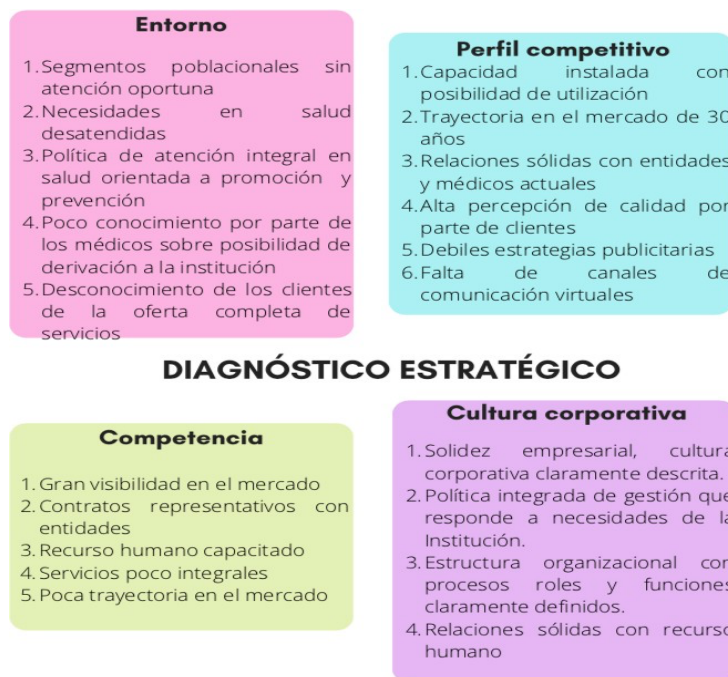 Entorno
1. Segmentos poblacionales sin
atención oportuna
2. Necesidades en salud
desatendidas
3. Política de atención integral en
salud orientada a promoción y
prevención
4. Poco conocimiento por parte de
los médicos sobre posibilidad de
derivación a la institución
5. Desconocimiento de los clientes
de la oferta completa de
servicios
Perfil competitivo
1. Capacidad instalada con
posibilidad de utilización
2. Trayectoria en el mercado de 30
años
3. Relaciones sólidas con entidades
y médicos actuales
4. Alta percepción de calidad por
parte de clientes
5. Debiles estrategias publicitarias
6. Falta de canales de
comunicación virtuales
DIAGNÓSTICO ESTRATÉGICO
Competencia
1. Gran visibilidad en el mercado
2. Contratos representativos con
entidades
3. Recurso humano capacitado
4. Servicios poco integrales
5. Poca trayectoria en el mercado
Cultura corporativa
1. Solidez empresarial, cultura
corporativa claramente descrita.
2. Política integrada de gestión que
responde a necesidades de la
Institución.
3. Estructura organizacional con
procesos roles y funciones
claramente definidos.
4. Relaciones sólidas con recurso
humano